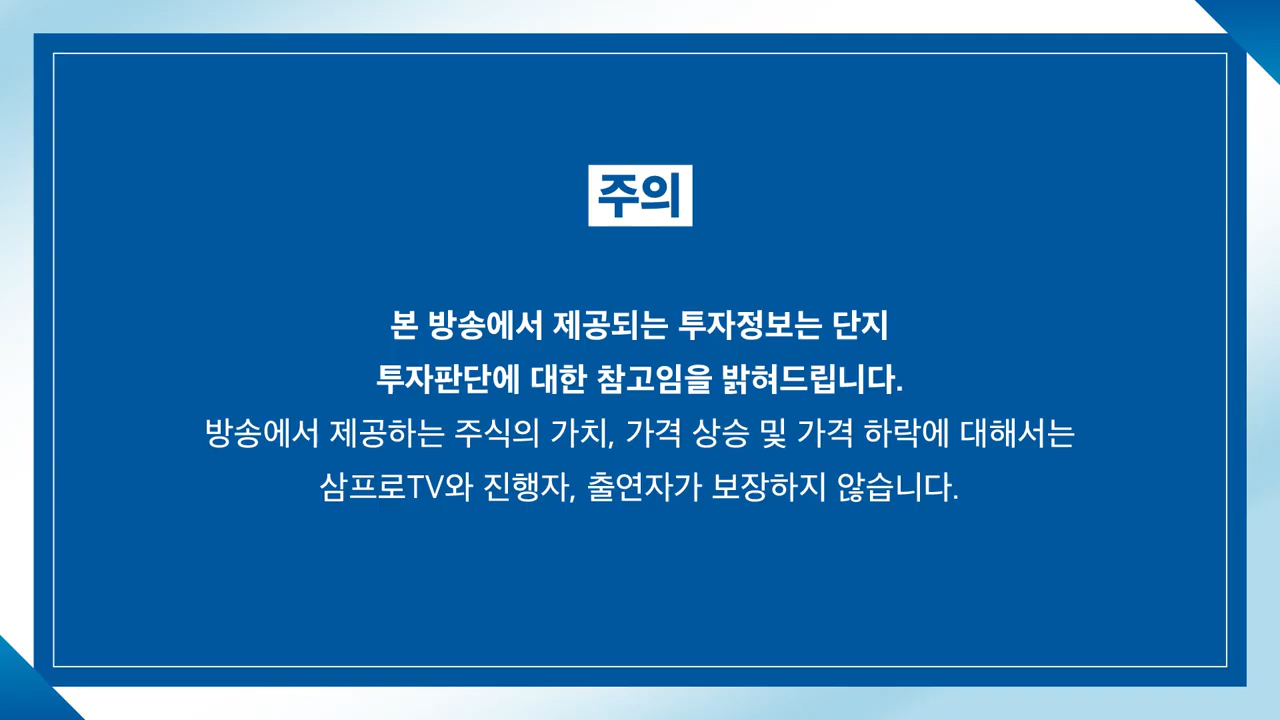 주의
본 방송에서 제공되는 투자정보는 단지
투자판단에 대한 참고임을 밝혀드립니다.
방송에서 제공하는 주식의 가치, 가격 상승 및 가격 하락에 대해서는
삼프로TV와 진행자, 출연자가 보장하지 않습니다.